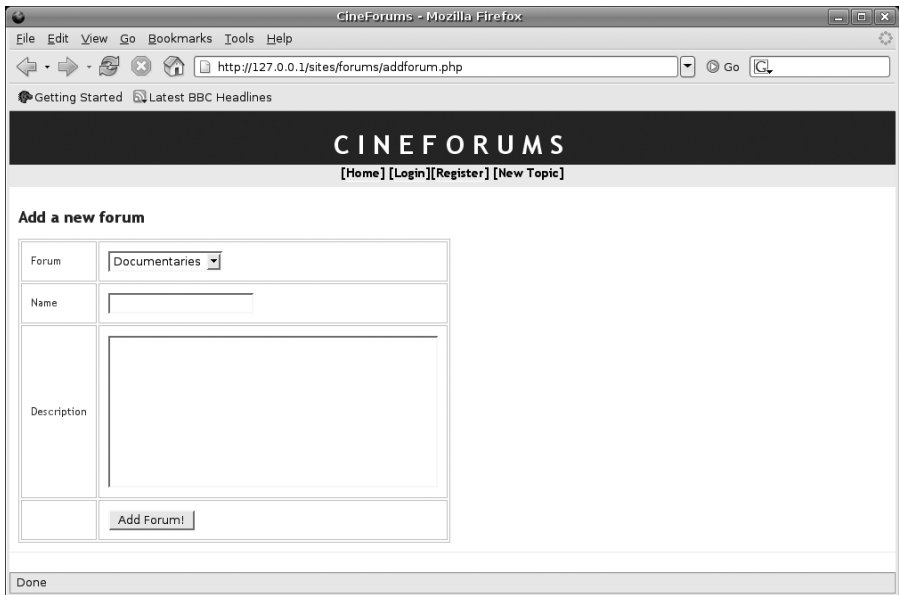 CineForums - Mozilla Firefox
File Edit View Go Bookmarks Tools Help
http://127.0.0.1/sites/forums/addforum.php Go G
Getting Started Latest BBC Headlines
CINEFORUMS
[Home] [Login][Register] [New Topic]
Add a new forum
Forum Documentaries
Name
Description
Add Forum!
Done